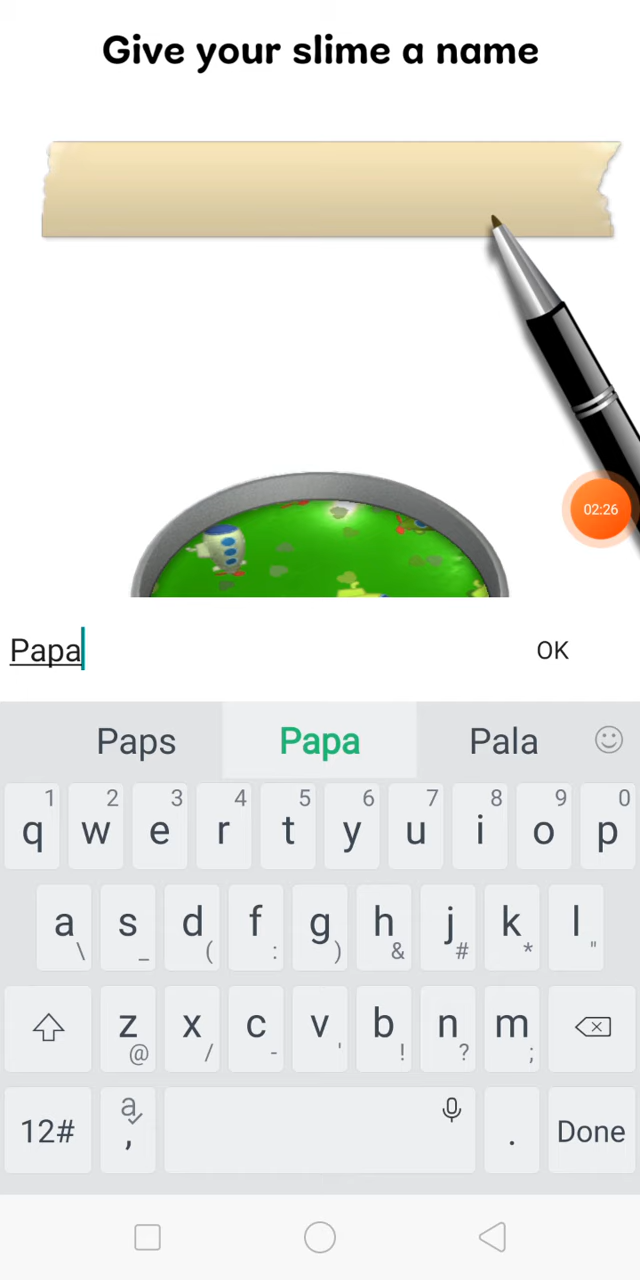 Give your slime a name
02:26
Papa OK
Paps Papa Pala
1 2 3 4 5 6 7 8 9 0
q w e r t y u i o p
a s d f g h j k l
\ _ ( : ) & # * "
z x c v b n m
@ / - ' ! ? ;
12# a , . Done